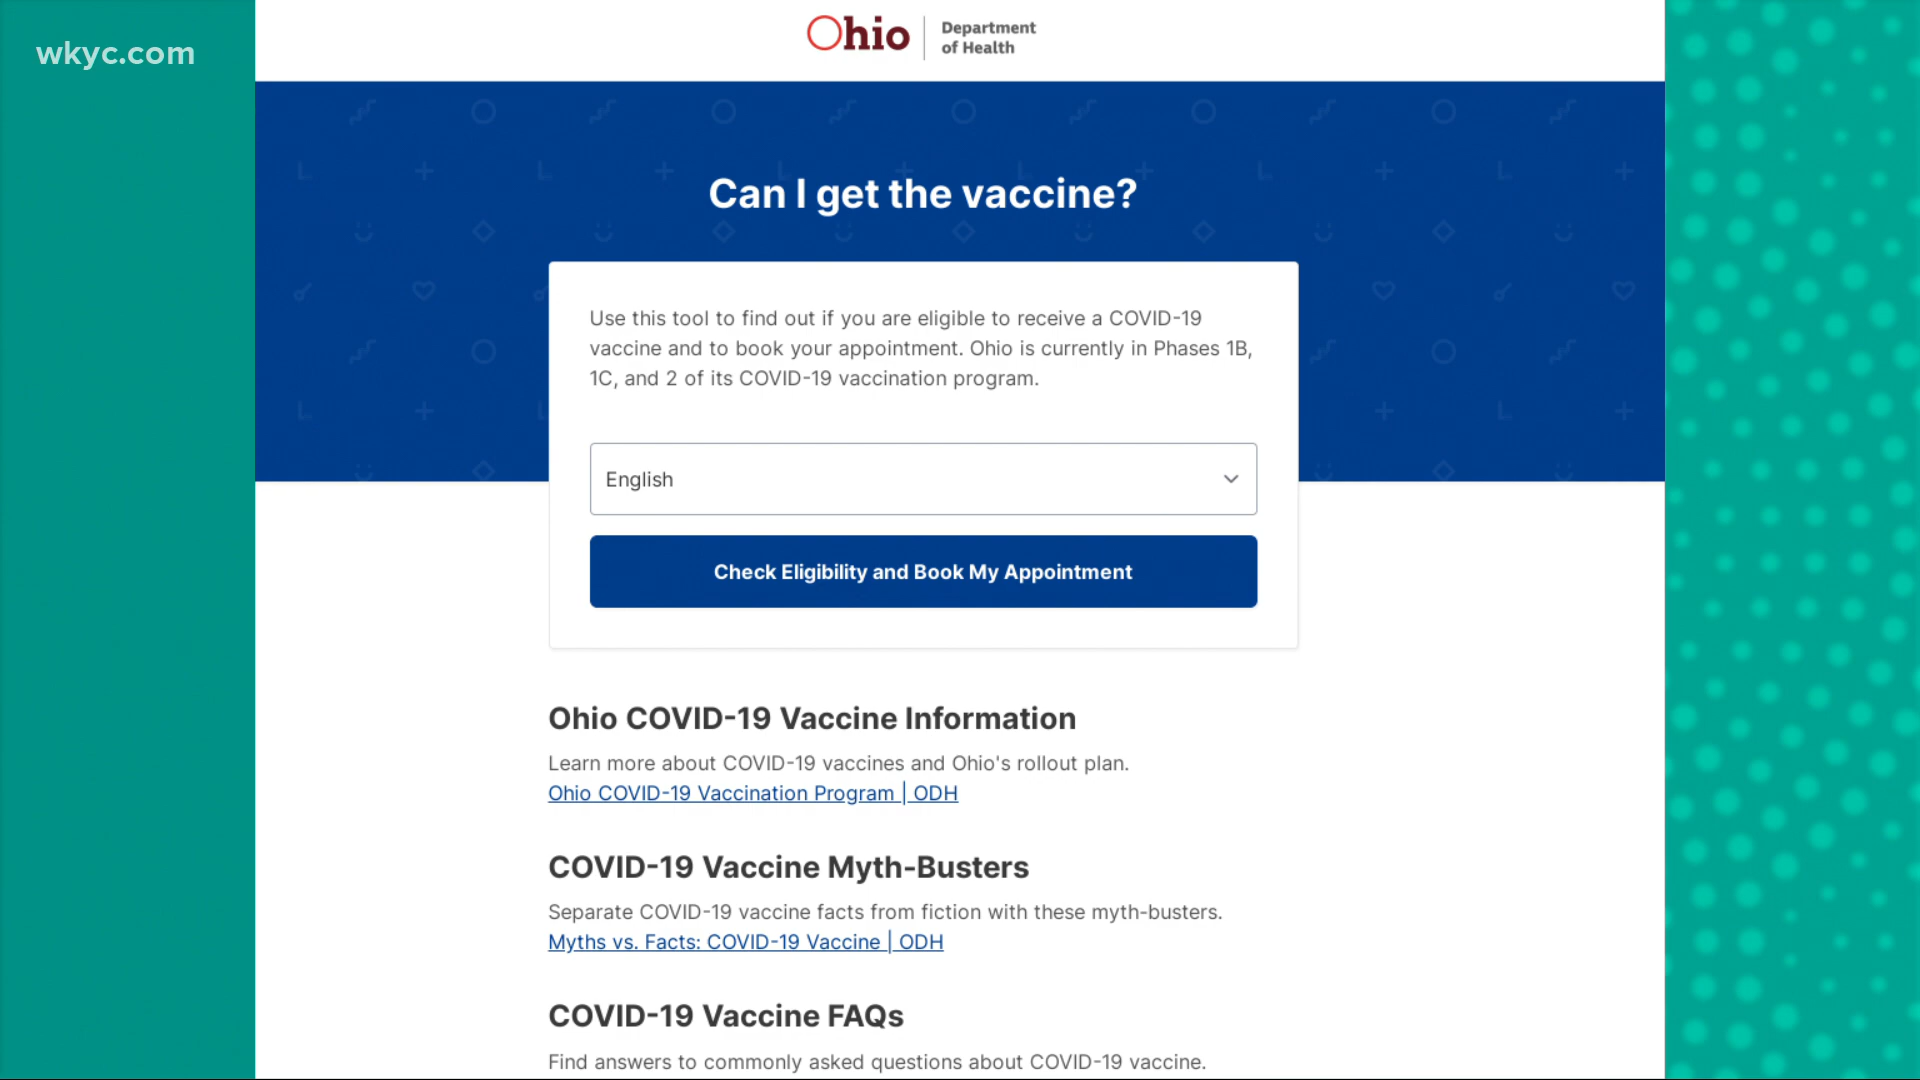 wkyc.com
Ohio
Department
of Health
Can I get the vaccine?
Use this tool to find out if you are eligible to receive a COVID-19
vaccine and to book your appointment. Ohio is currently in Phases 1B,
1C, and 2 of its COVID-19 vaccination program.
English
Check Eligibility and Book My Appointment
Ohio COVID-19 Vaccine Information
Learn more about COVID-19 vaccines and Ohio's rollout plan.
Ohio COVID-19 Vaccination Program | ODH
COVID-19 Vaccine Myth-Busters
Separate COVID-19 vaccine facts from fiction with these myth-busters.
Myths vs. Facts: COVID-19 Vaccine | ODH
COVID-19 Vaccine FAQs
Find answers to commonly asked questions about COVID-19 vaccine.